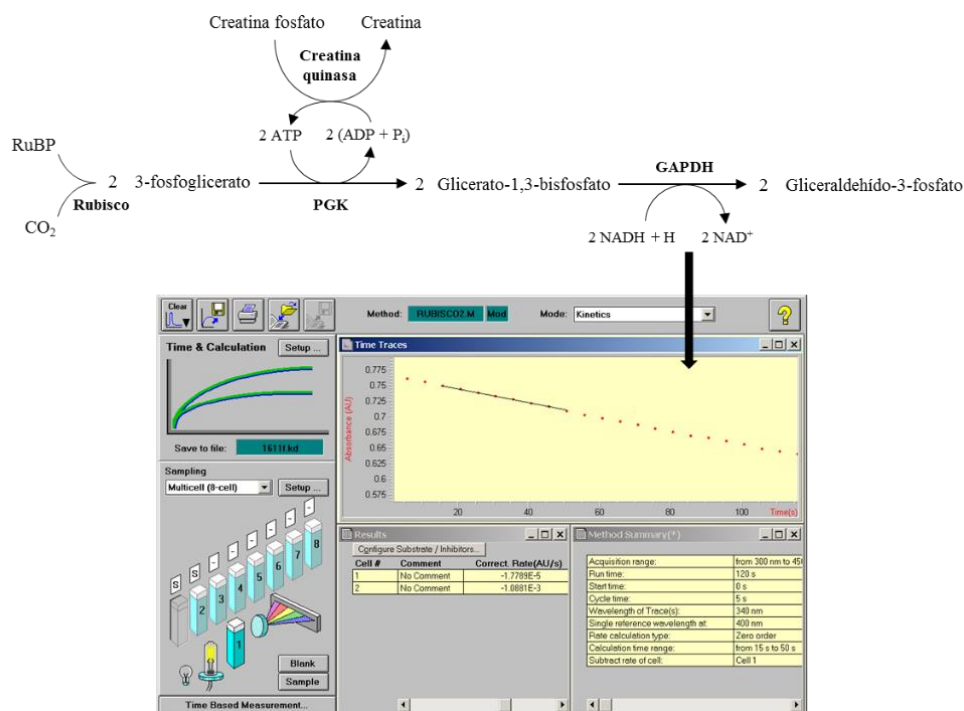 Creatina fosfato Creatina
Creatina
quinasa
2 ATP 2 (ADP + Pi)
RuBP
CO2
Rubisco
2 3-fosfoglicerato
PGK
2 Glicerato-1,3-bisfosfato
GAPDH
2 Gliceraldehído-3-fosfato
2 NADH + H 2 NAD+
Clear
Method: RUBISCO2.M Mod Mode: Kinetics
Time & Calculation Setup ...
Save to file: 1611f.kd
Sampling
Multicell (8-cell) Setup ...
S S - - - - - -
1 2 3 4 5 6 7 8
Blank
Sample
Time Based Measurement...
Time Traces
Absorbance (AU)
0.775
0.75
0.725
0.7
0.675
0.65
0.625
0.6
0.575
20 40 60 80 100 Time(s)
Results
Configure Substrate / Inhibitors...
Cell # Comment Correct. Rate(AU/s)
1 No Comment -1.7789E-5
2 No Comment -1.0881E-3
Method Summary(*)
Acquisition range: from 300 nm to 45
Run time: 120 s
Start time: 0 s
Cycle time: 5 s
Wavelength of Trace(s): 340 nm
Single reference wavelength at: 400 nm
Rate calculation type: Zero order
Calculation time range: from 15 s to 50 s
Subtract rate of cell: Cell 1